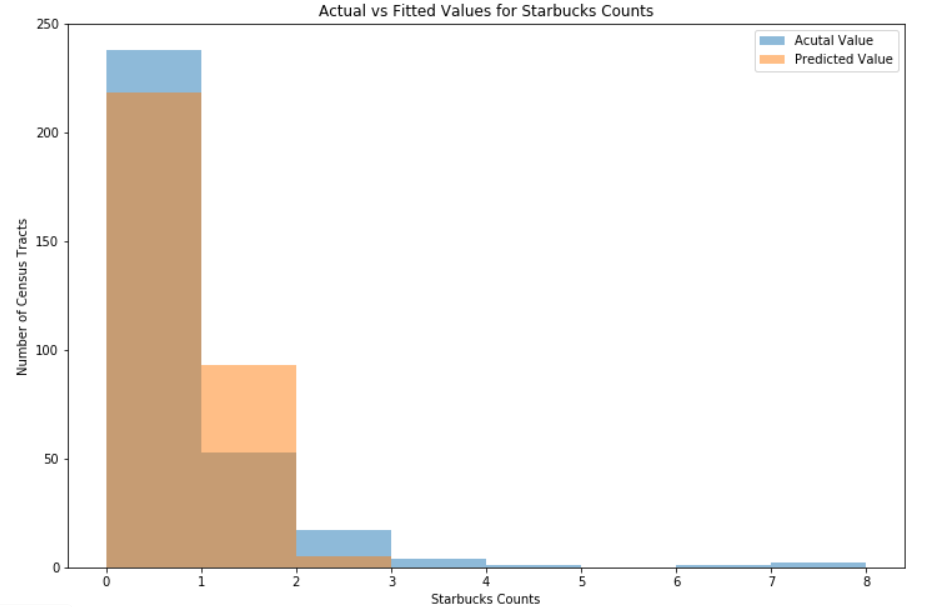 Actual vs Fitted Values for Starbucks Counts
250
200
150
100
50
0
Number of Census Tracts
Acutal Value
Predicted Value
0 1 2 3 4 5 6 7 8
Starbucks Counts